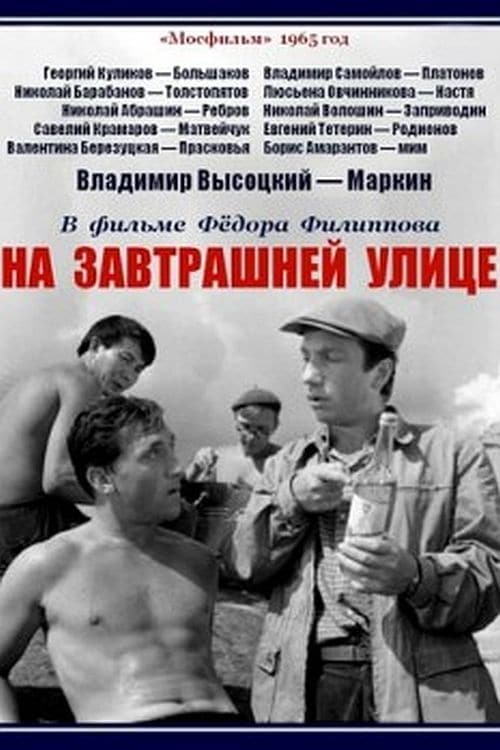 «Мосфильм» 1965 год
Георгий Куликов — Большаков
Николай Барабанов — Толстопятов
Николай Абрашин — Ребров
Савелий Крамаров — Матвейчук
Валентина Березуцкая — Прасковья
Владимир Самойлов — Платонов
Люсьена Овчинникова — Настя
Николай Волошин — Заприводин
Евгений Тетерин — Родионов
Борис Амарантов — мим
Владимир Высоцкий — Маркин
В фильме Фёдора Филиппова
НА ЗАВТРАШНЕЙ УЛИЦЕ